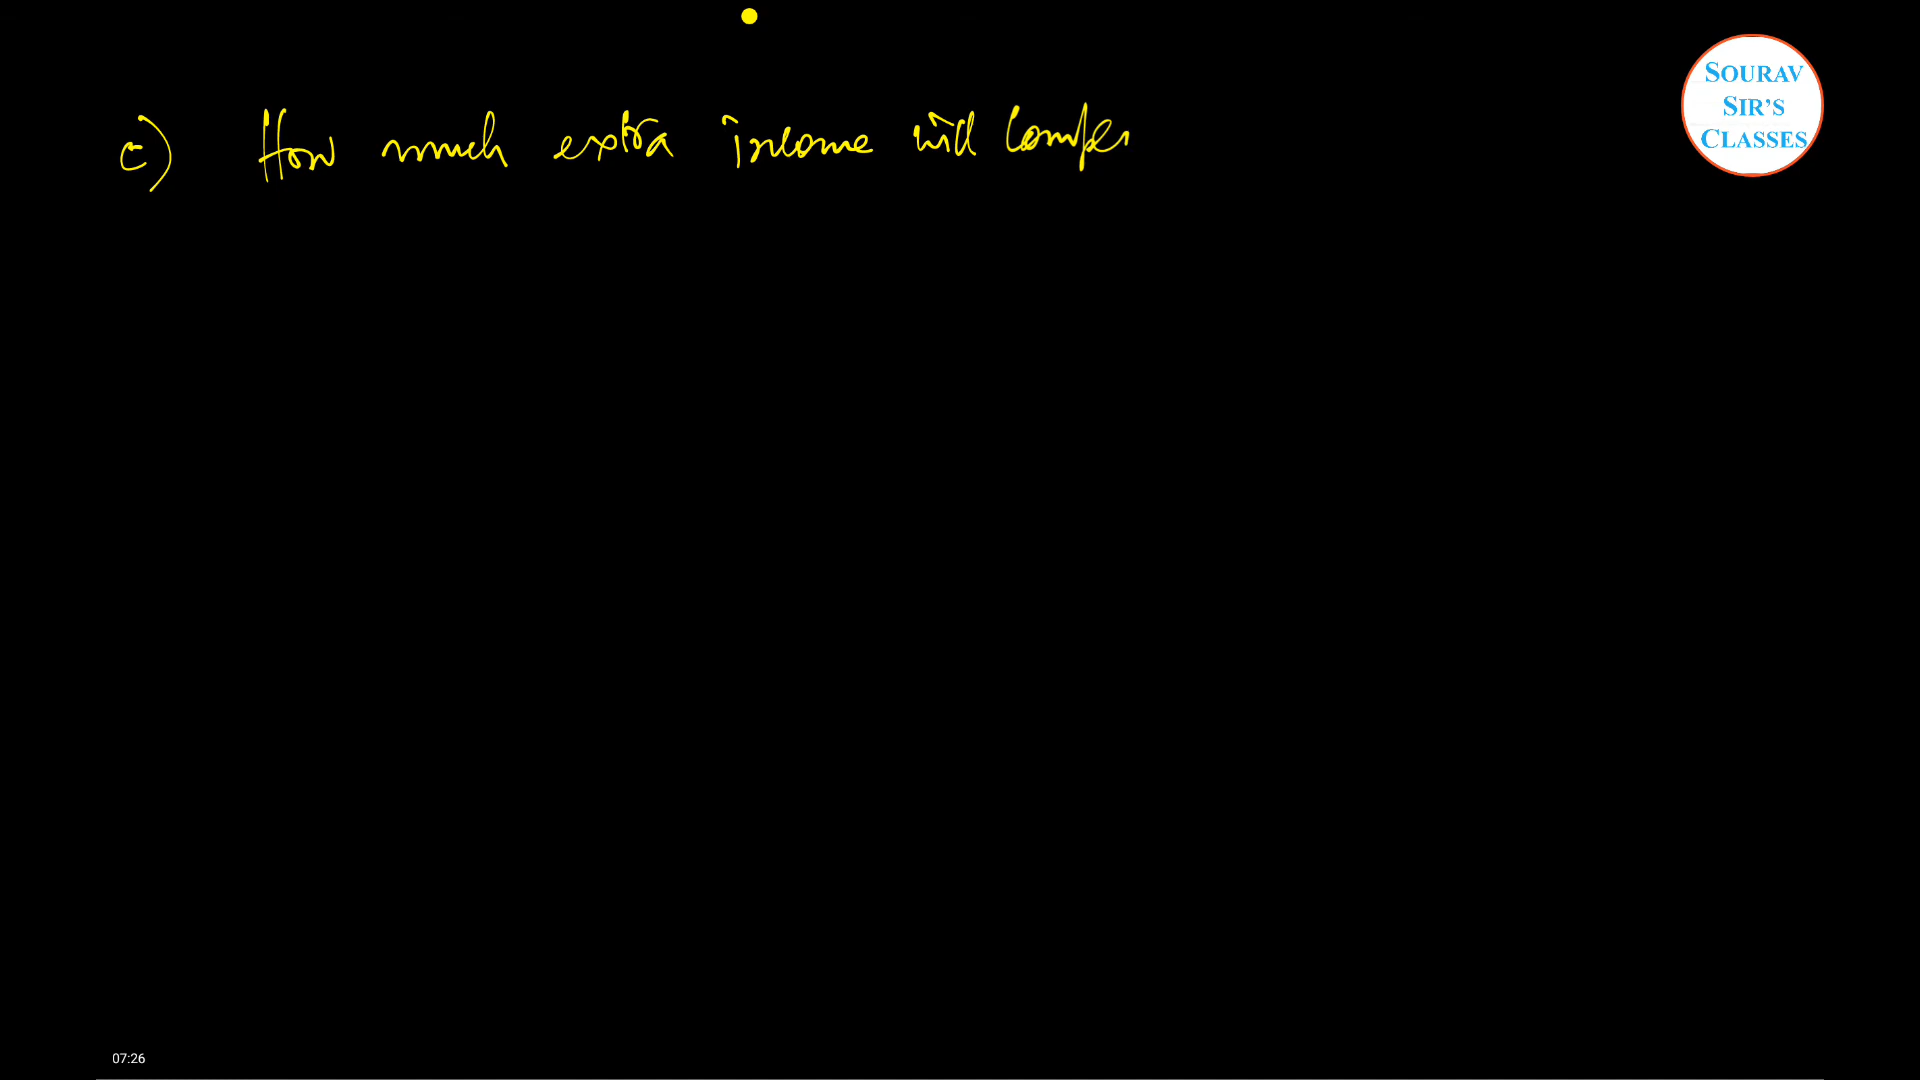 SOURAV
SIR'S
CLASSES
c) How much extra income will compen
07:26